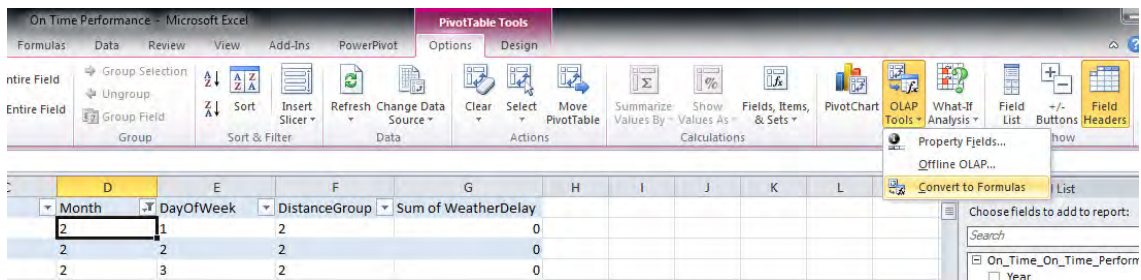 On Time Performance - Microsoft Excel
PivotTable Tools
Formulas Data Review View Add-Ins PowerPivot Options Design
ntire Field
Entire Field
Group Selection
Ungroup
Group Field
Group
Sort
Sort & Filter
Insert Slicer
Refresh
Change Data Source
Data
Clear
Select
Move PivotTable
Actions
Summarize Values By
Show Values As
Fields, Items, & Sets
Calculations
PivotChart
OLAP Tools
What-If Analysis
Field List
+/- Buttons
Field Headers
how
Property Fields...
Offline OLAP...
Convert to Formulas
List
Choose fields to add to report:
Search
On_Time_On_Time_Perform
Year
D E F G H I J K L
Month DayOfWeek DistanceGroup Sum of WeatherDelay
2 1 2 0
2 2 2 0
2 3 2 0